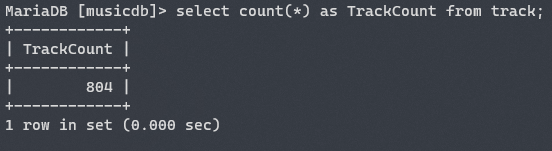 MariaDB [musicdb]> select count(*) as TrackCount from track;
+------------+
| TrackCount |
+------------+
|        804 |
+------------+
1 row in set (0.000 sec)